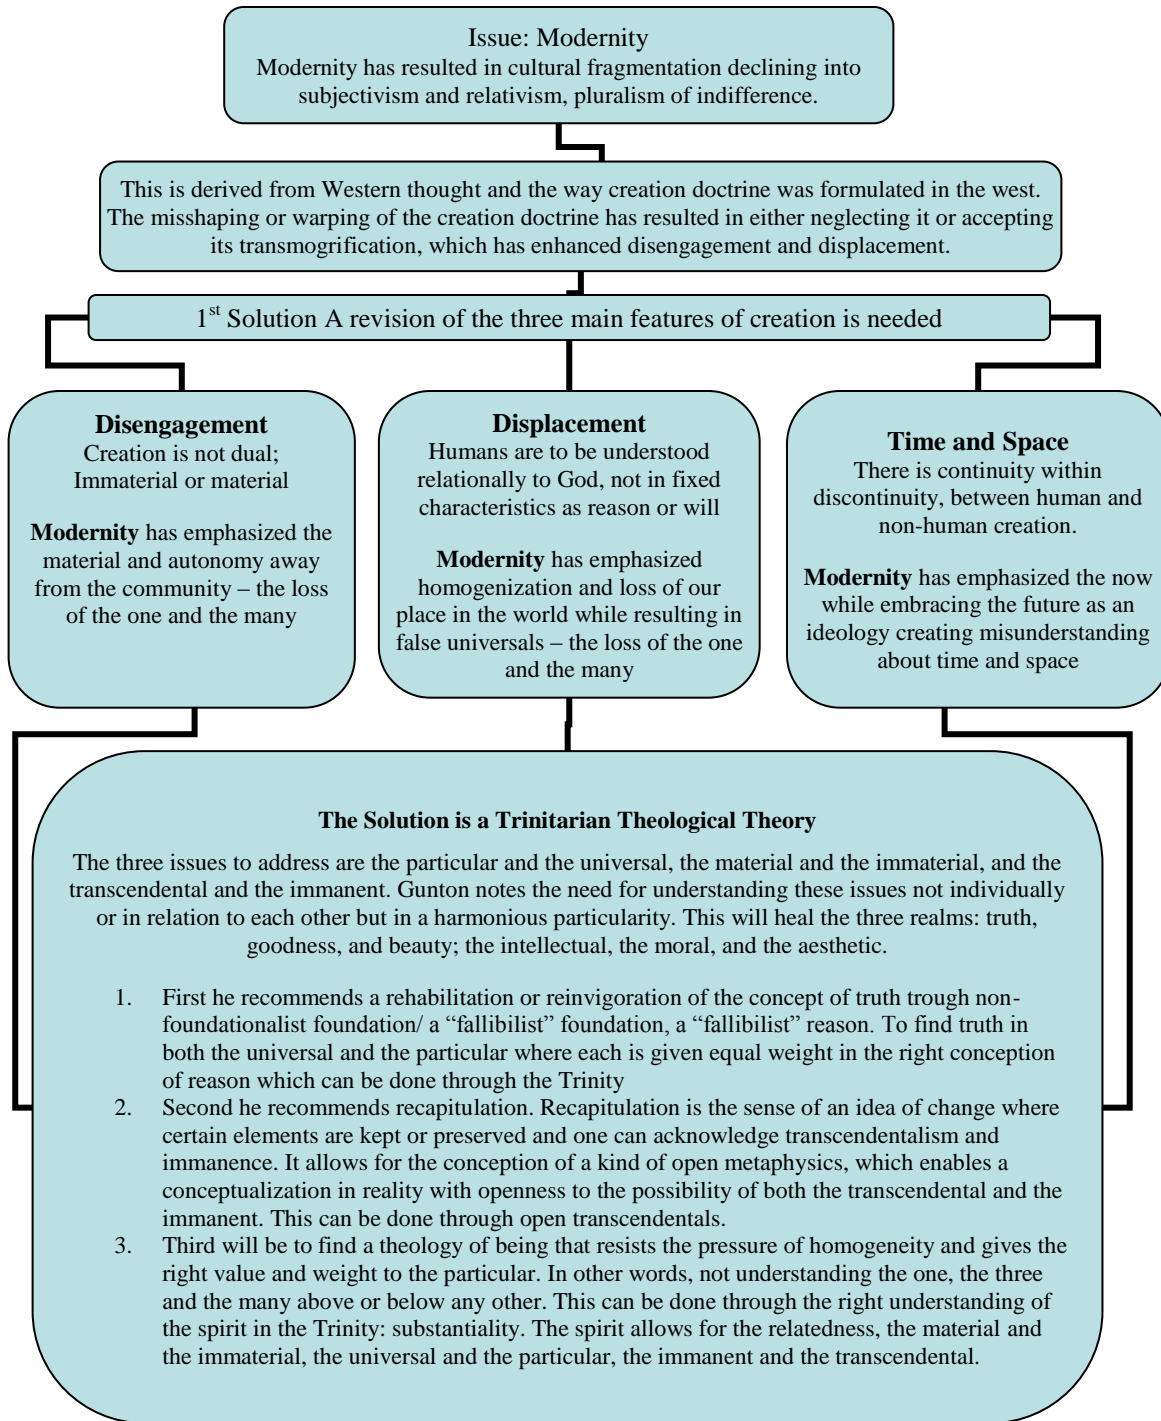 Issue: Modernity
Modernity has resulted in cultural fragmentation declining into
subjectivism and relativism, pluralism of indifference.
This is derived from Western thought and the way creation doctrine was formulated in the west.
The misshaping or warping of the creation doctrine has resulted in either neglecting it or accepting
its transmogrification, which has enhanced disengagement and displacement.
1st Solution A revision of the three main features of creation is needed
Disengagement
Creation is not dual;
Immaterial or material
Modernity has emphasized the
material and autonomy away
from the community – the loss
of the one and the many
Displacement
Humans are to be understood
relationally to God, not in fixed
characteristics as reason or will
Modernity has emphasized
homogenization and loss of our
place in the world while resulting in
false universals – the loss of the one
and the many
Time and Space
There is continuity within
discontinuity, between human and
non-human creation.
Modernity has emphasized the now
while embracing the future as an
ideology creating misunderstanding
about time and space
The Solution is a Trinitarian Theological Theory
The three issues to address are the particular and the universal, the material and the immaterial, and the
transcendental and the immanent. Gunton notes the need for understanding these issues not individually
or in relation to each other but in a harmonious particularity. This will heal the three realms: truth,
goodness, and beauty; the intellectual, the moral, and the aesthetic.
1. First he recommends a rehabilitation or reinvigoration of the concept of truth trough non-
foundationalist foundation/ a “fallibilist” foundation, a “fallibilist” reason. To find truth in
both the universal and the particular where each is given equal weight in the right conception
of reason which can be done through the Trinity
2. Second he recommends recapitulation. Recapitulation is the sense of an idea of change where
certain elements are kept or preserved and one can acknowledge transcendentalism and
immanence. It allows for the conception of a kind of open metaphysics, which enables a
conceptualization in reality with openness to the possibility of both the transcendental and the
immanent. This can be done through open transcendentals.
3. Third will be to find a theology of being that resists the pressure of homogeneity and gives the
right value and weight to the particular. In other words, not understanding the one, the three
and the many above or below any other. This can be done through the right understanding of
the spirit in the Trinity: substantiality. The spirit allows for the relatedness, the material and
the immaterial, the universal and the particular, the immanent and the transcendental.